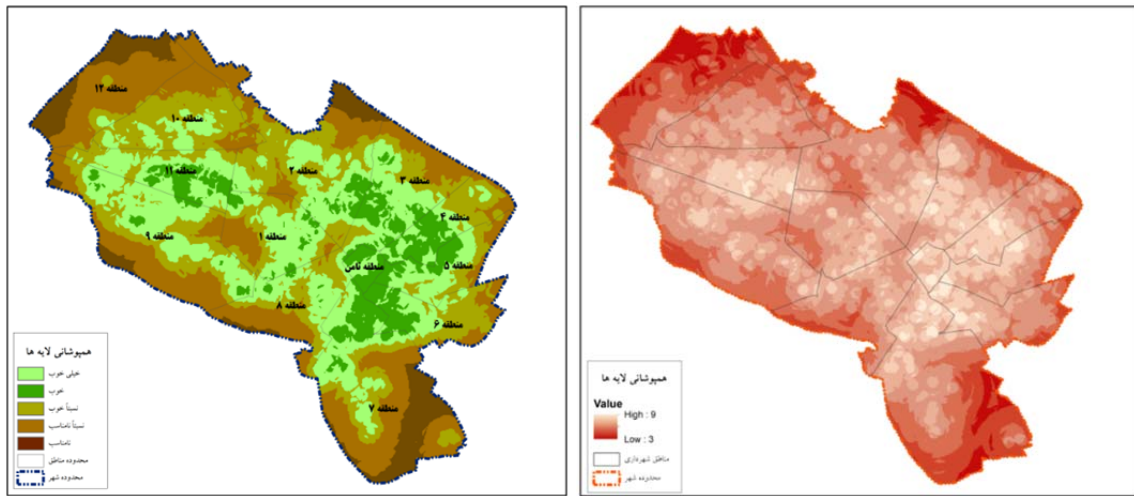 منطقه ۱۲
منطقه ۱۰
منطقه ۱۱
منطقه ۲
منطقه ۳
منطقه ۴
منطقه ۹
منطقه ۱
منطقه ثامن
منطقه ۵
منطقه ۸
منطقه ۶
منطقه ۷
همپوشانی لایه ها
خیلی خوب
خوب
نسبتاً خوب
نسبتاً نامناسب
نامناسب
محدوده مناطق
محدوده شهر
همپوشانی لایه ها
Value
High : 9
Low : 3
مناطق شهرداری
محدوده شهر